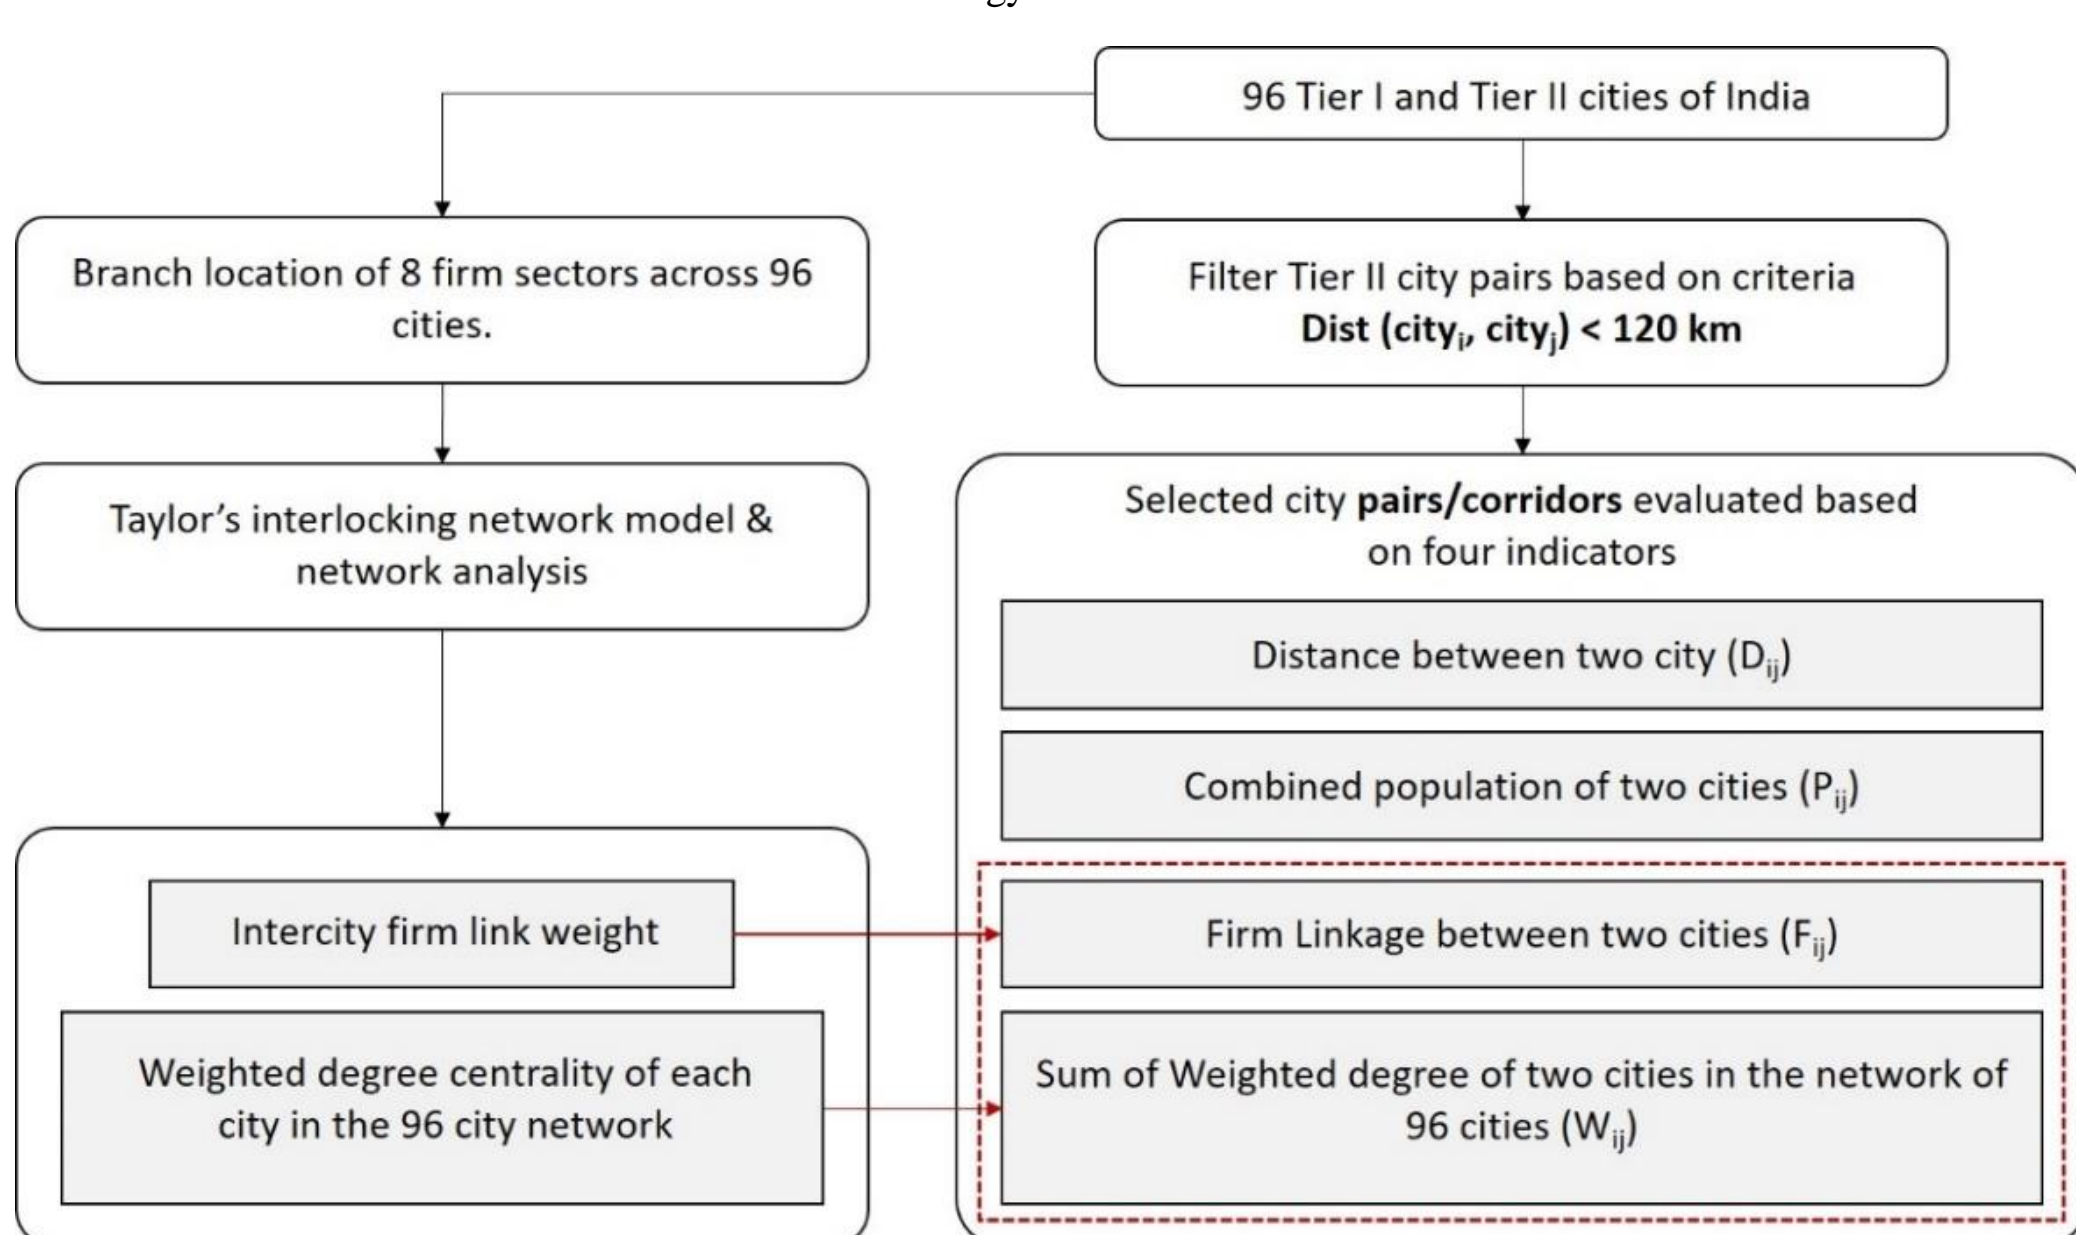 96 Tier I and Tier II cities of India
Branch location of 8 firm sectors across 96
cities.
Filter Tier II city pairs based on criteria
Dist (cityᵢ, cityⱼ) < 120 km
Taylor’s interlocking network model &
network analysis
Selected city pairs/corridors evaluated based
on four indicators
Distance between two city (Dᵢⱼ)
Combined population of two cities (Pᵢⱼ)
Intercity firm link weight
Firm Linkage between two cities (Fᵢⱼ)
Weighted degree centrality of each
city in the 96 city network
Sum of Weighted degree of two cities in the network of
96 cities (Wᵢⱼ)